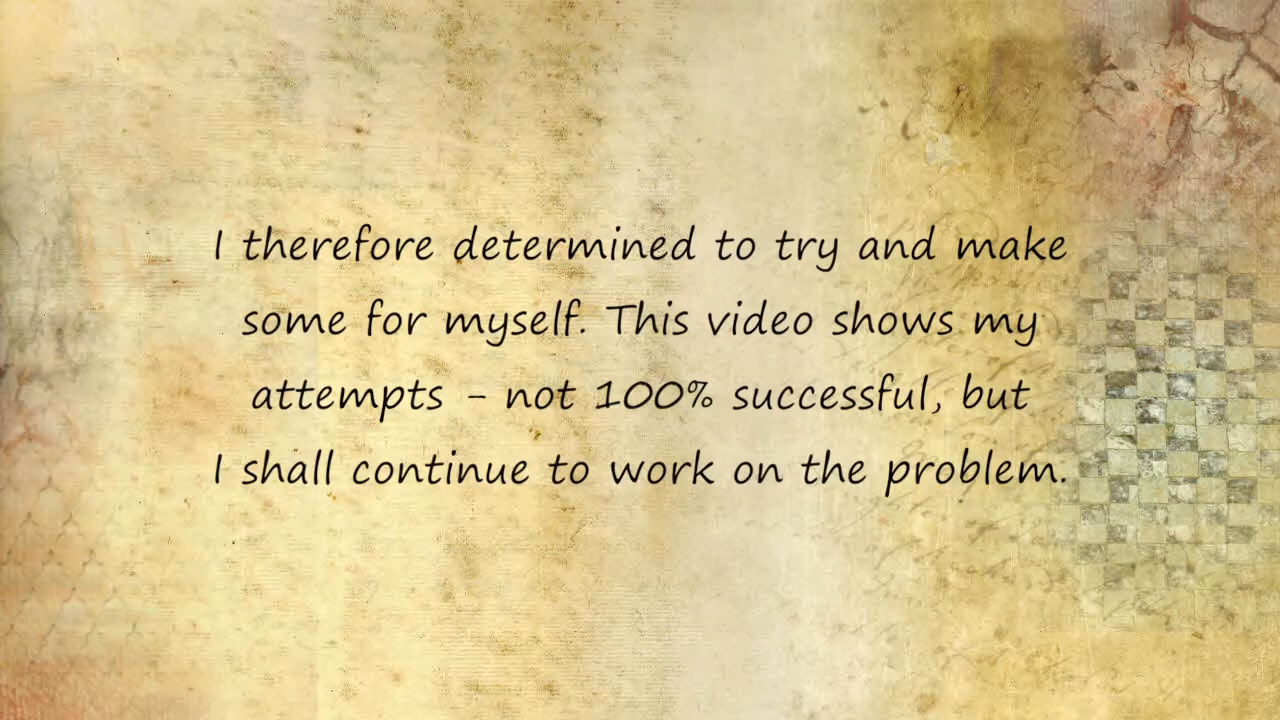 I therefore determined to try and make
some for myself. This video shows my
attempts - not 100% successful, but
I shall continue to work on the problem.